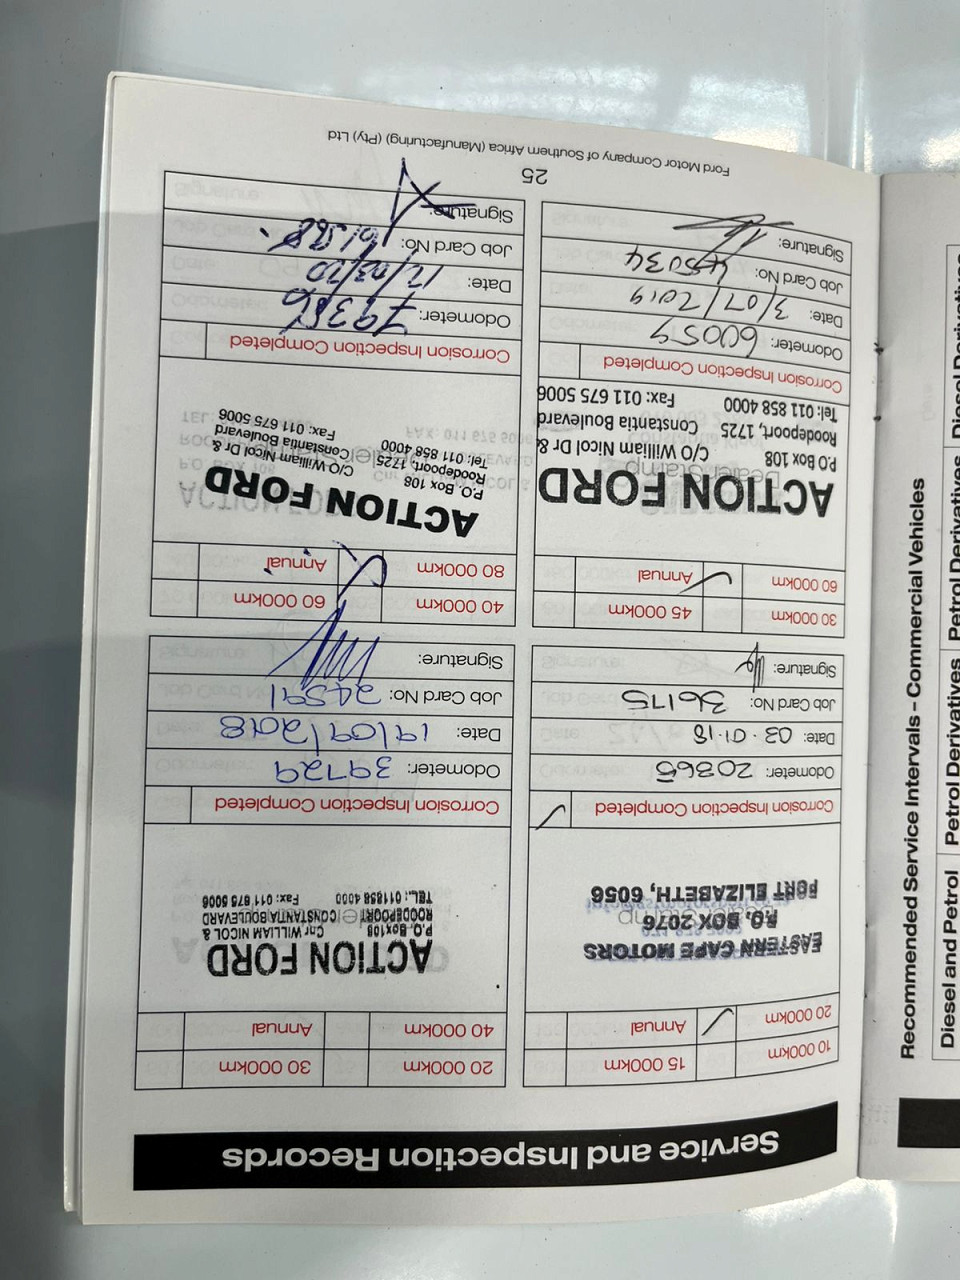 Service and Inspection Records
10 000km 15 000km
20 000km ✓ Annual
EASTERN CAPE MOTORS
P.O. BOX 2076
PORT ELIZABETH, 6056
Corrosion Inspection Completed ✓
Odometer: 20865
Date: 03-01-18
Job Card No: 36175
Signature:
20 000km 30 000km
40 000km Annual
ACTION FORD
P.O. Box 108 Cnr WILLIAM NICOL &
ROODEPOORT CONSTANTIA BOULEVARD
TEL.: 011 858 4000 Fax: 011 675 5006
Corrosion Inspection Completed
Odometer: 39729
Date: 19/09/2018
Job Card No: 24591
Signature:
30 000km 45 000km
60 000km Annual ✓
ACTION FORD
P.O Box 108 C/O William Nicol Dr &
Roodepoort, 1725 Constantia Boulevard
Tel: 011 858 4000 Fax: 011 675 5006
Corrosion Inspection Completed
Odometer: 60059
Date: 3/07/2019
Job Card No: 45034
Signature:
40 000km 60 000km
80 000km Annual
ACTION FORD
P.O. Box 108 C/O William Nicol Dr &
Roodepoort, 1725 Constantia Boulevard
Tel: 011 858 4000 Fax: 011 675 5006
Corrosion Inspection Completed
Odometer: 79386
Date: 12/03/20
Job Card No:
Signature:
25
Ford Motor Company of Southern Africa (Manufacturing) (Pty) Ltd
Recommended Service Intervals - Commercial Vehicles
Diesel and Petrol Petrol Derivatives Petrol Derivatives Diesel Derivatives